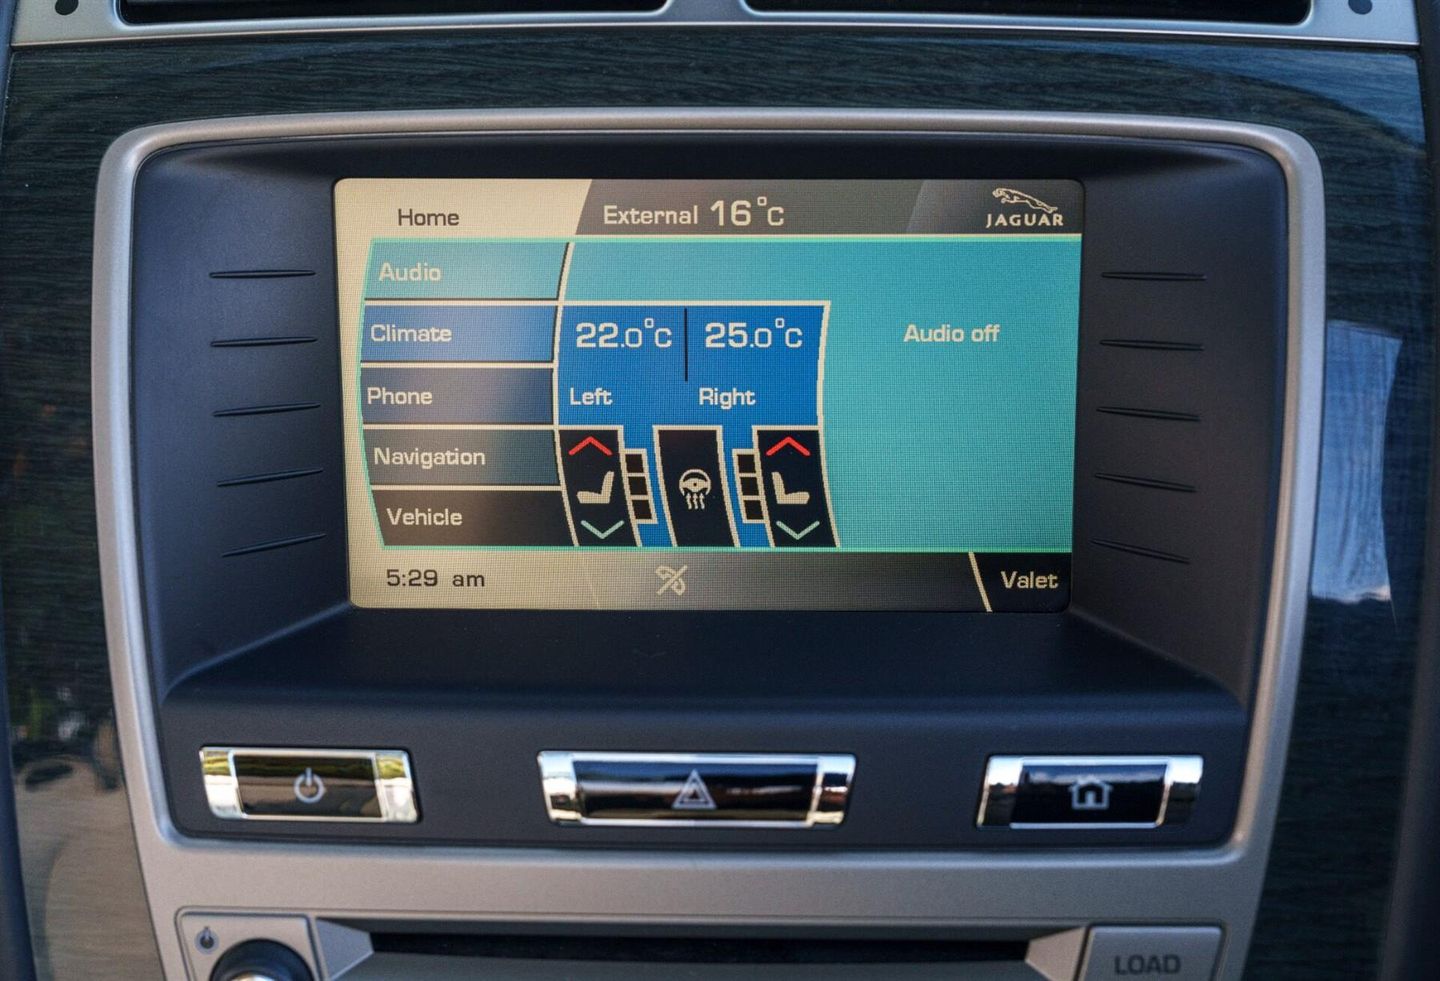 Home
External 16°C
JAGUAR
Audio
Climate
22.0°C
25.0°C
Audio off
Phone
Left
Right
Navigation
Vehicle
5:29 am
Valet
LOAD